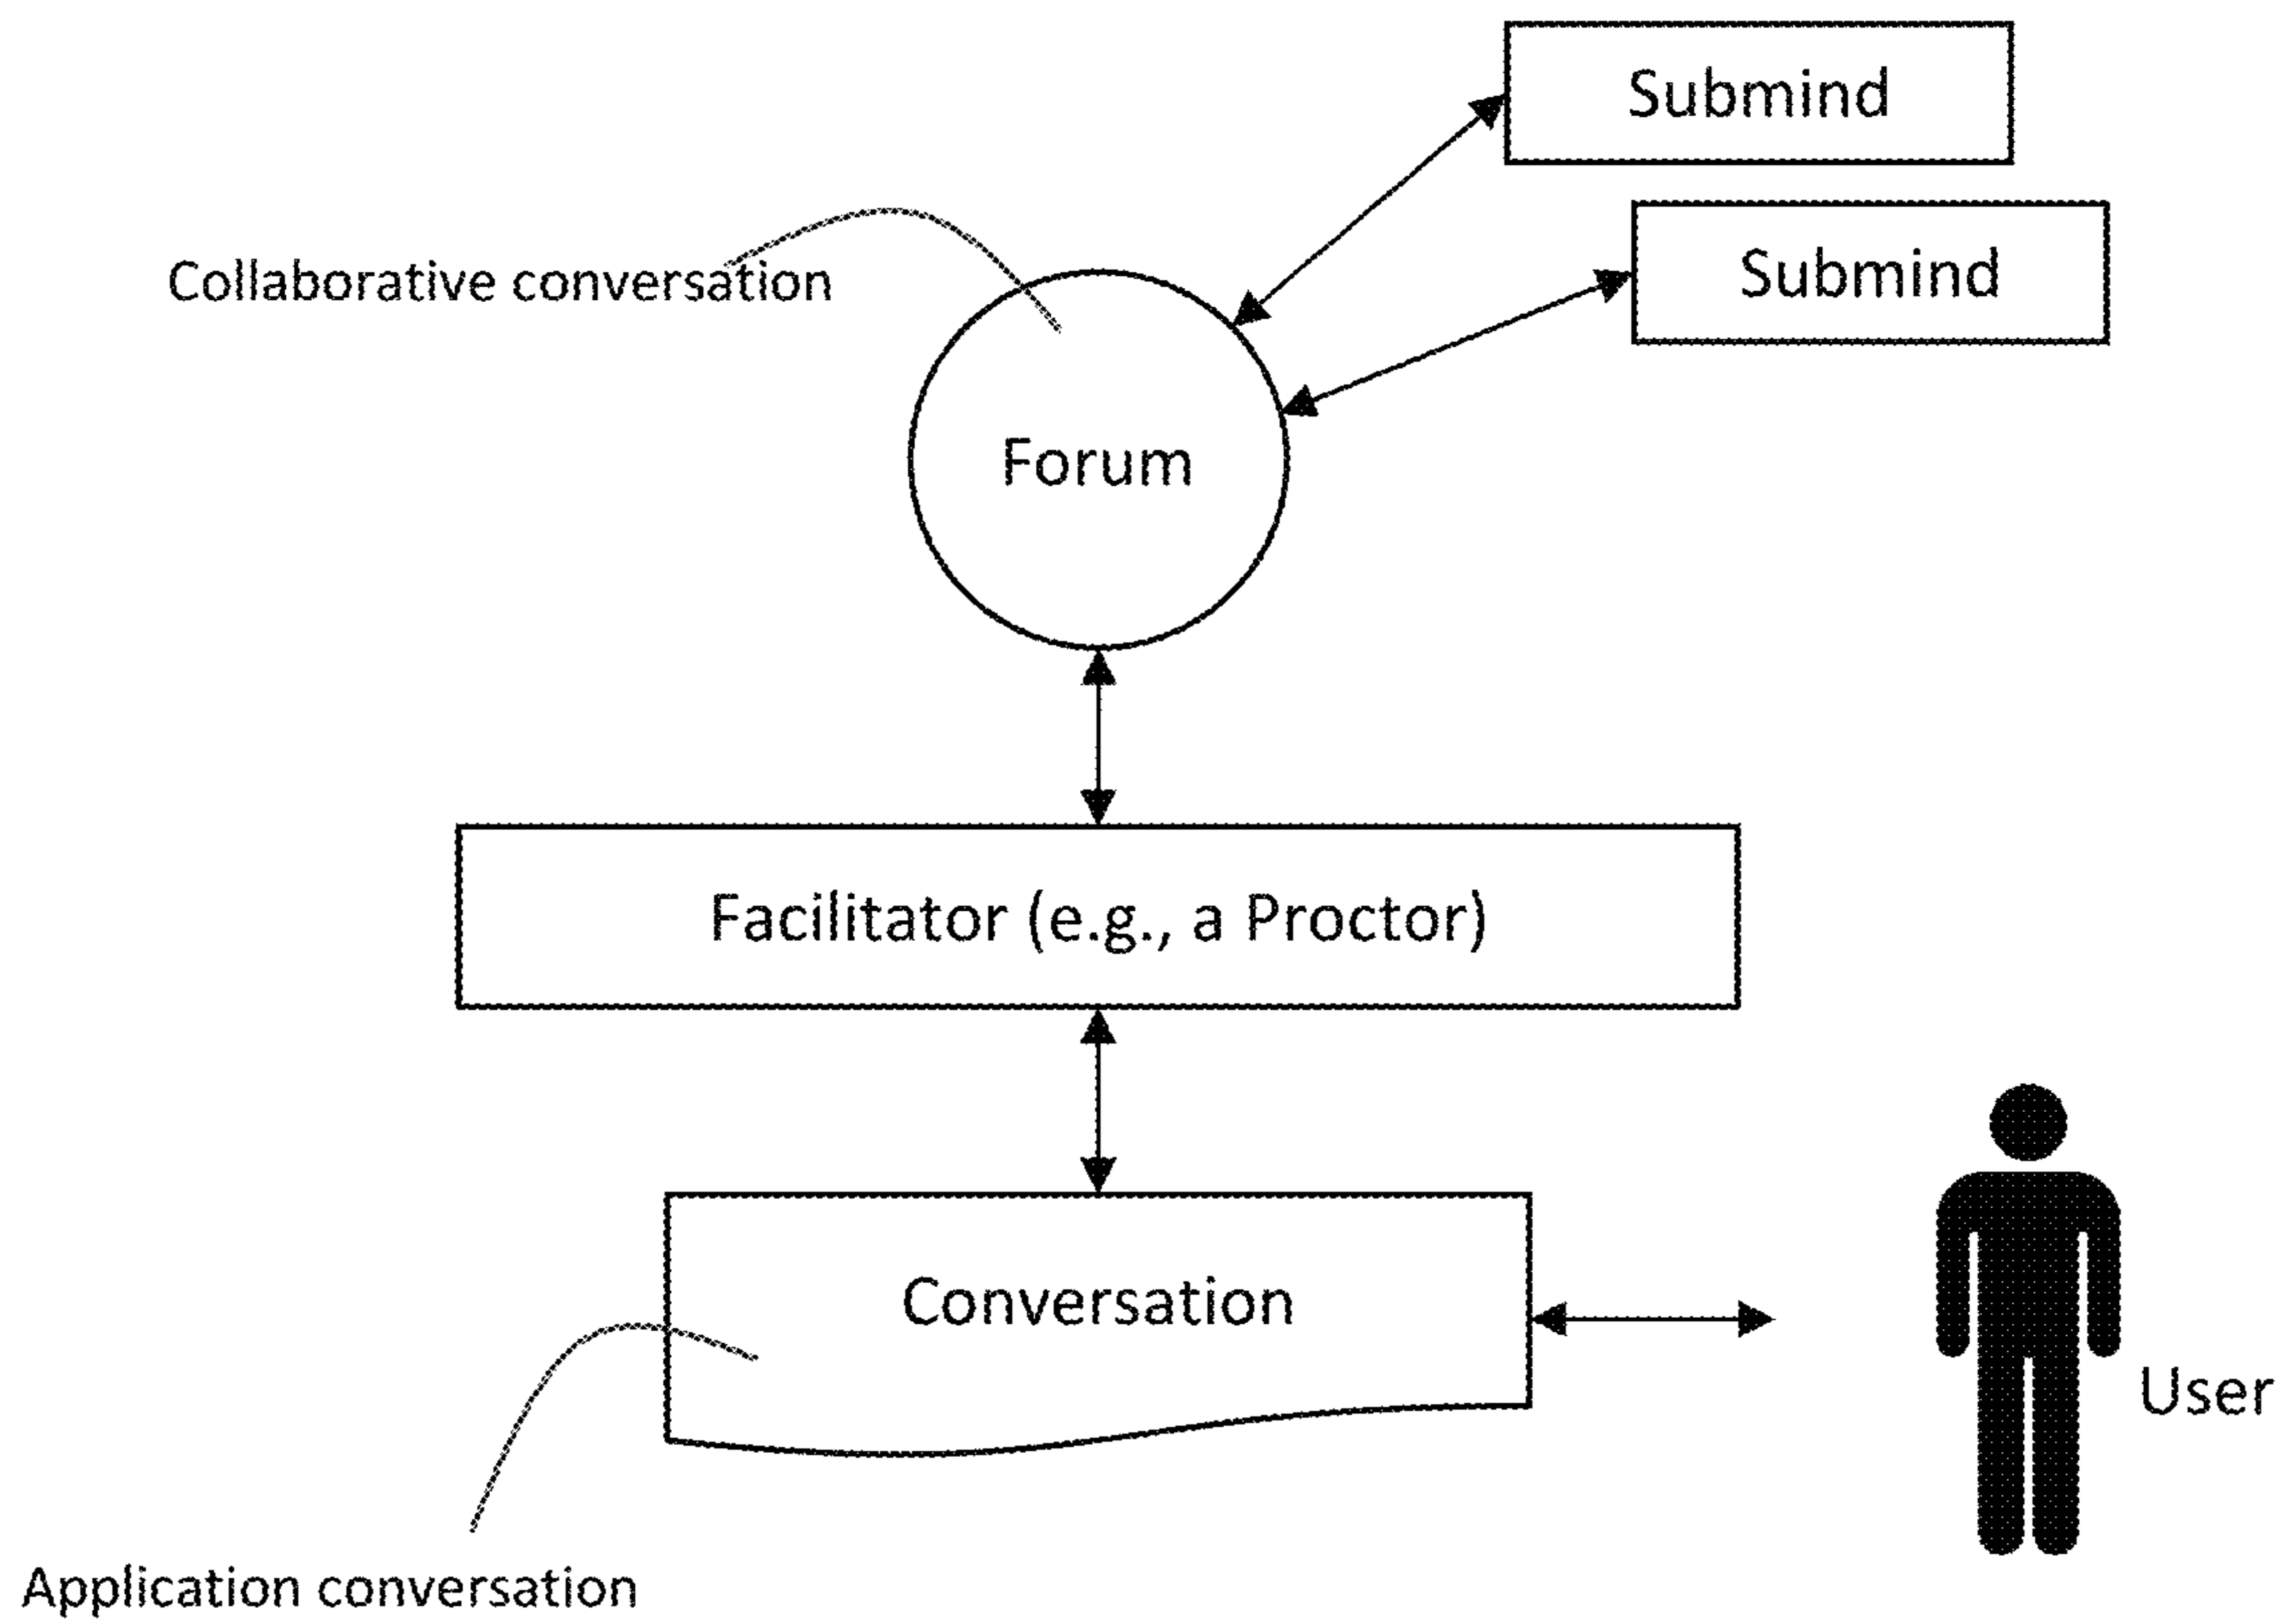 Submind
Submind
Collaborative conversation
Forum
Facilitator (e.g., a Proctor)
Conversation
User
Application conversation